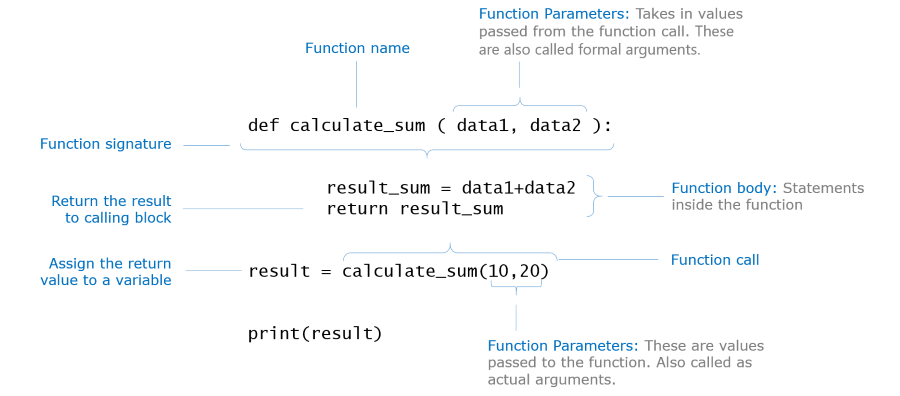 Function Parameters: Takes in values
passed from the function call. These
are also called formal arguments.
Function name
def calculate_sum ( data1, data2 ):
Function signature
result_sum = data1+data2
return result_sum
Function body: Statements
inside the function
Return the result
to calling block
Assign the return
value to a variable
result = calculate_sum(10,20)
Function call
print(result)
Function Parameters: These are values
passed to the function. Also called as
actual arguments.